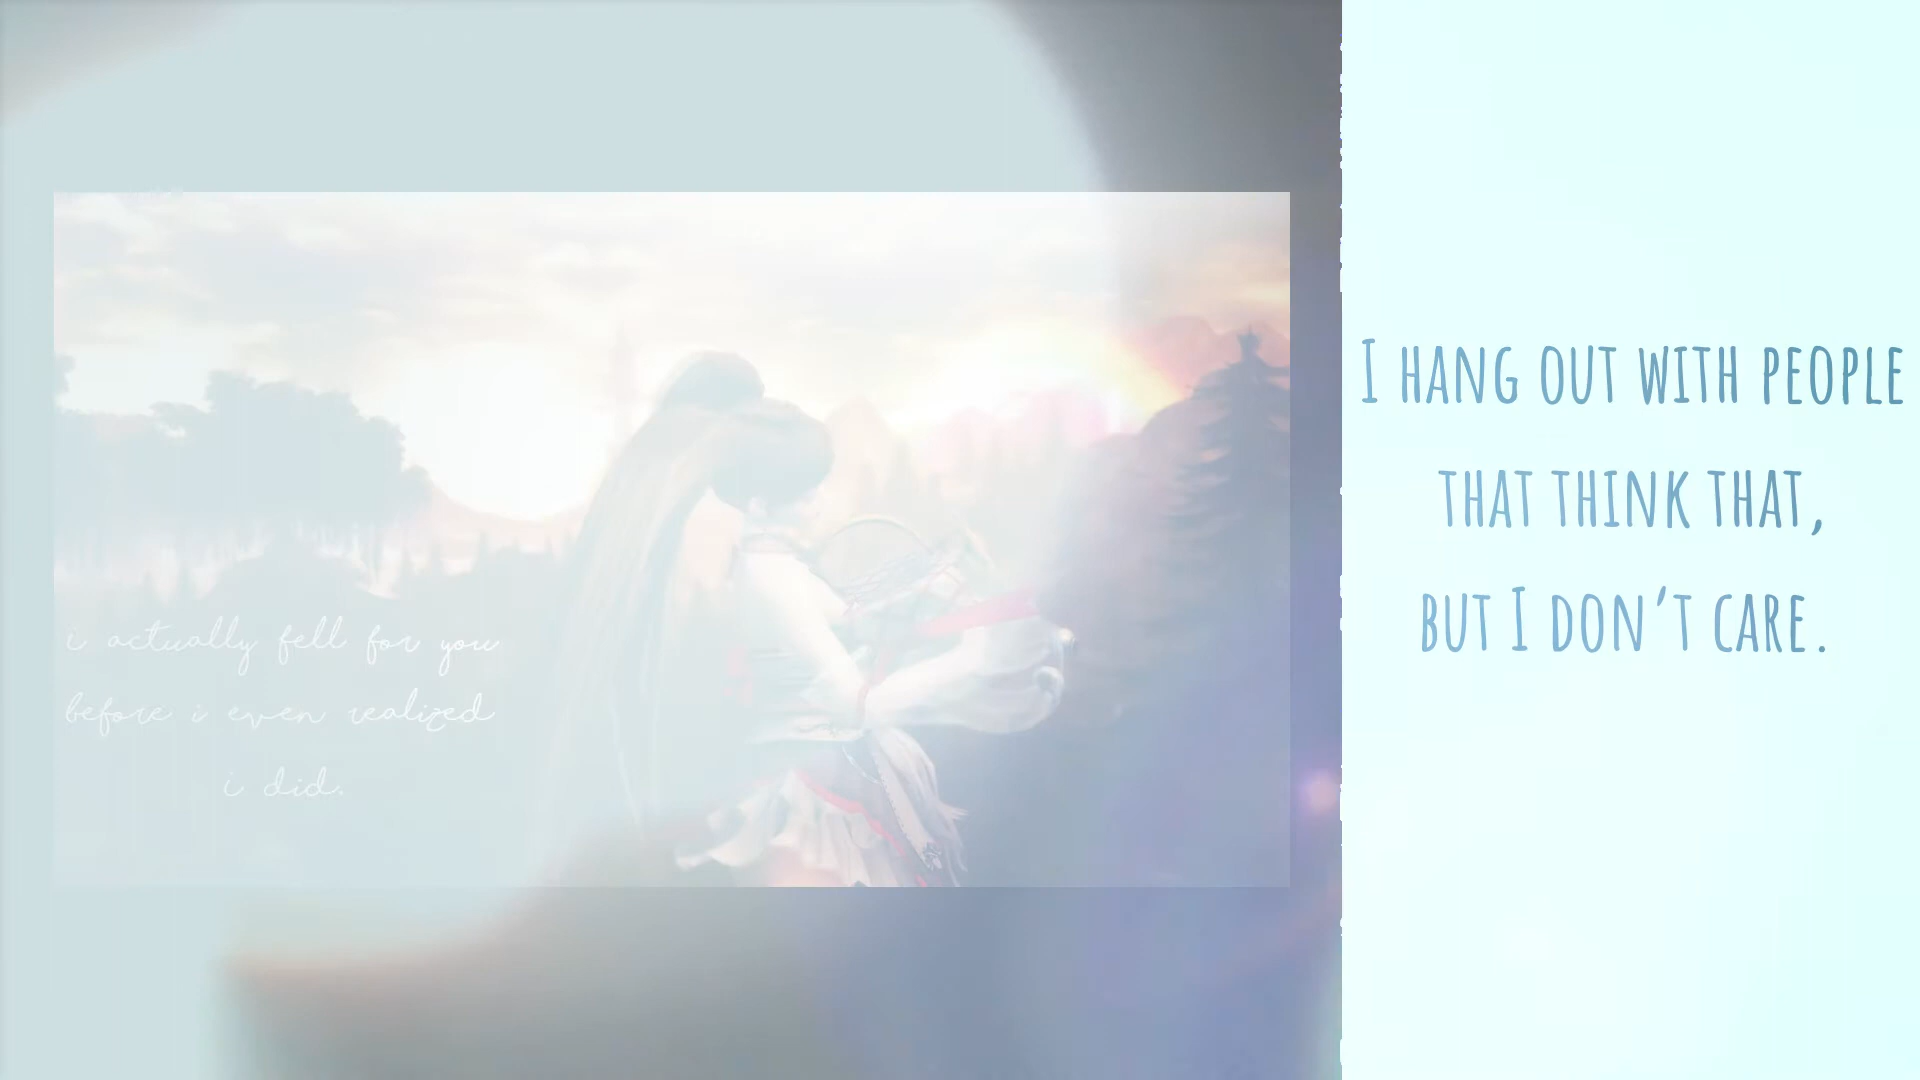 i actually fell for you
before i even realized
i did.
I HANG OUT WITH PEOPLE
THAT THINK THAT,
BUT I DON'T CARE.